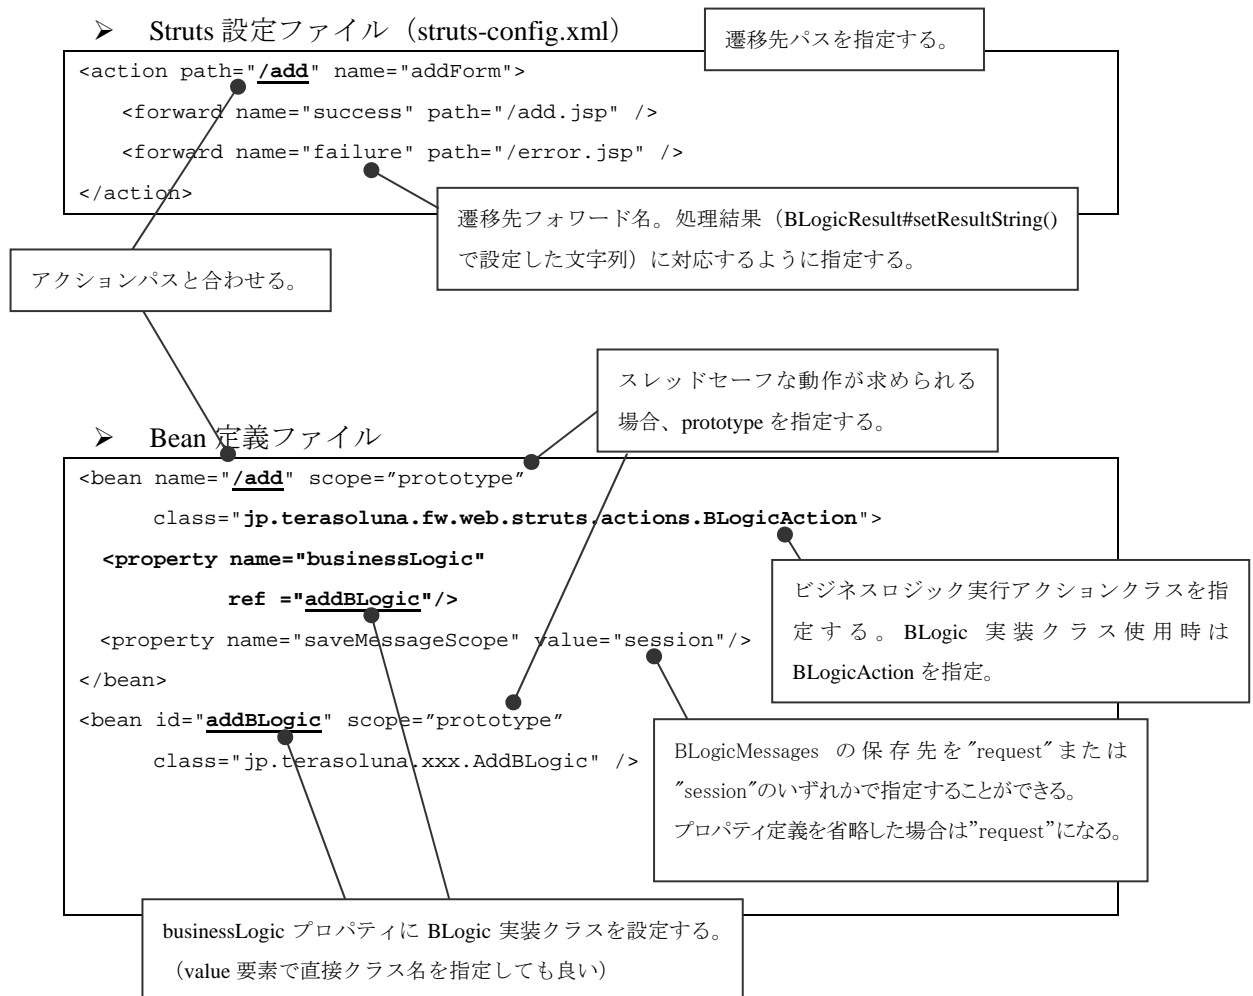 ➢ Struts 設定ファイル（struts-config.xml）
遷移先パスを指定する。
<action path="/add" name="addForm">
<forward name="success" path="/add.jsp" />
<forward name="failure" path="/error.jsp" />
</action>
遷移先フォワード名。処理結果（BLogicResult#setResultString()
で設定した文字列）に対応するように指定する。
アクションパスと合わせる。
スレッドセーフな動作が求められる
場合、prototype を指定する。
➢ Bean 定義ファイル
<bean name="/add" scope=”prototype”
class="jp.terasoluna.fw.web.struts.actions.BLogicAction">
<property name="businessLogic"
ref ="addBLogic"/>
<property name="saveMessageScope" value="session"/>
</bean>
<bean id="addBLogic" scope=”prototype”
class="jp.terasoluna.xxx.AddBLogic" />
ビジネスロジック実行アクションクラスを指
定する。BLogic 実装クラス使用時は
BLogicAction を指定。
BLogicMessages の保存先を"request"または
"session"のいずれかで指定することができる。
プロパティ定義を省略した場合は”request”になる。
businessLogic プロパティに BLogic 実装クラスを設定する。
（value 要素で直接クラス名を指定しても良い）